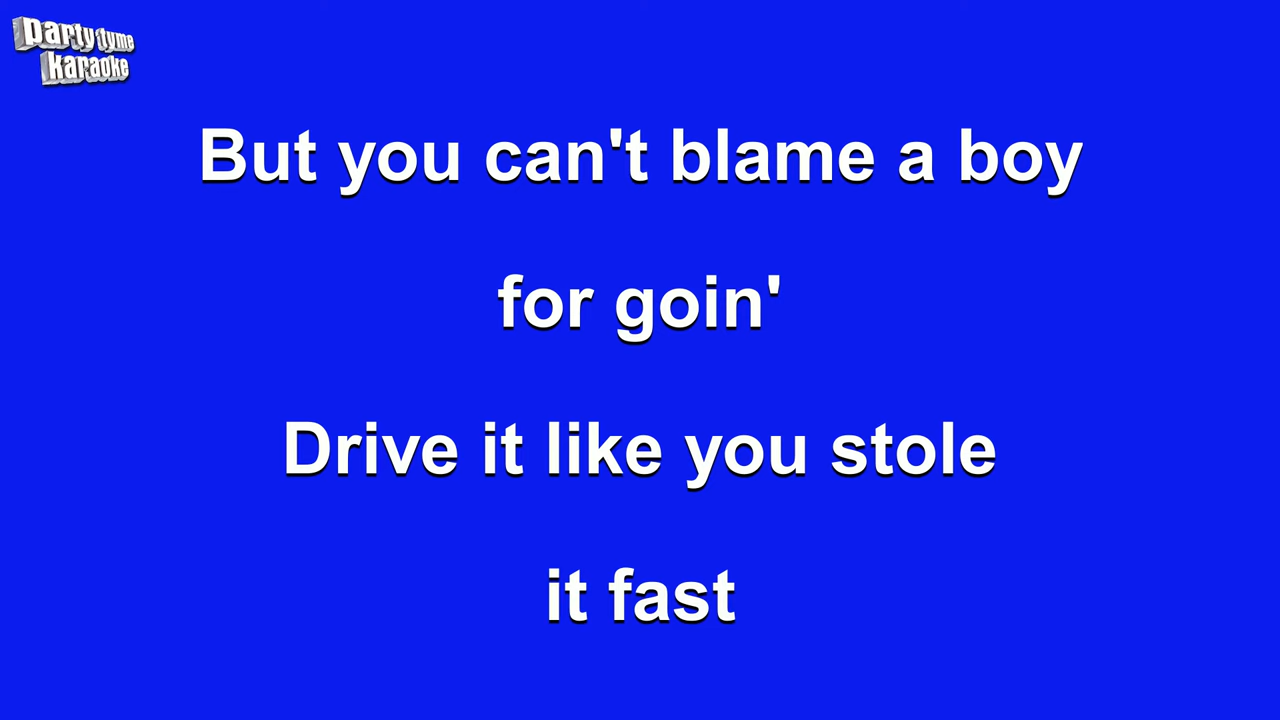 party tyme
karaoke
But you can't blame a boy
for goin'
Drive it like you stole
it fast